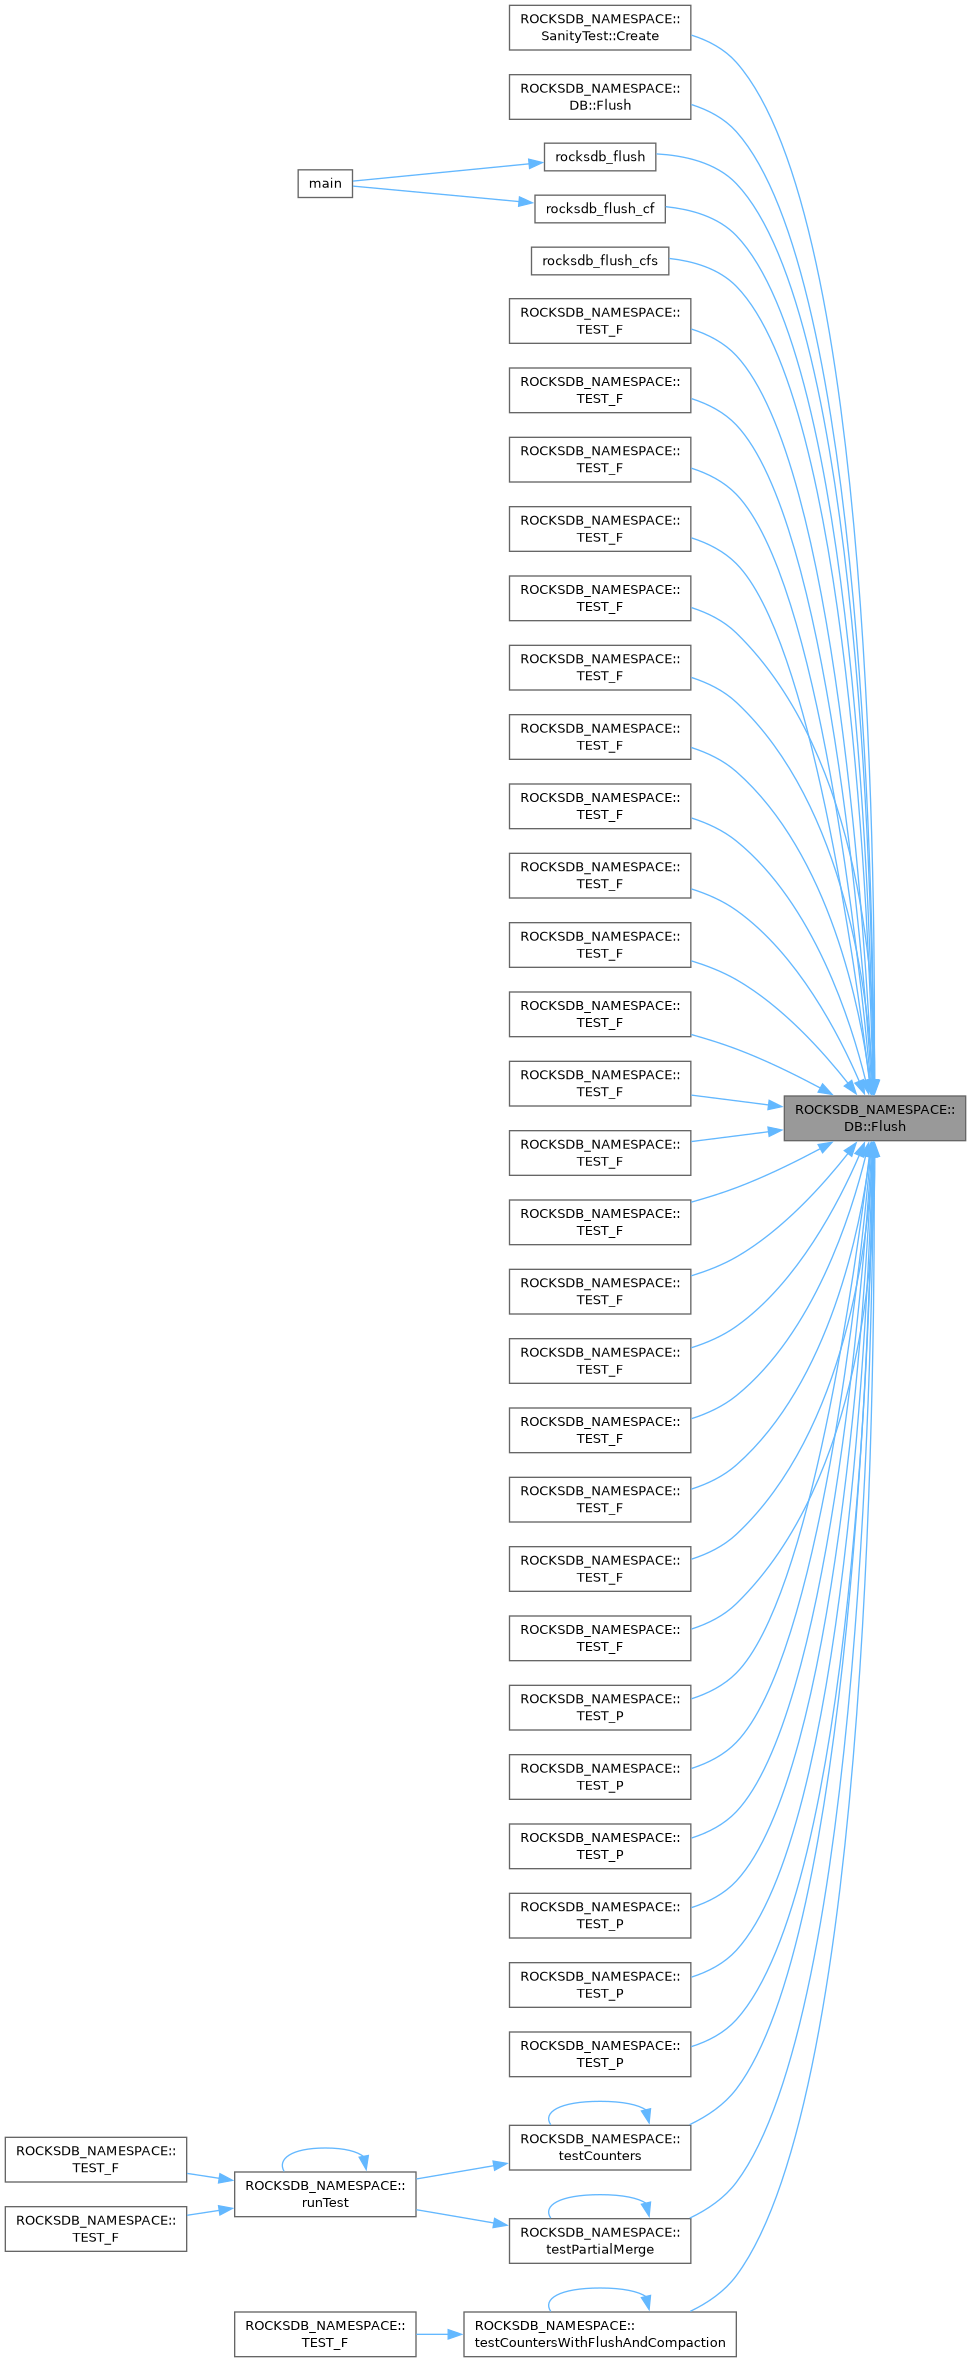 ROCKSDB_NAMESPACE::
SanityTest::Create
ROCKSDB_NAMESPACE::
DB::Flush
rocksdb_flush
main
rocksdb_flush_cf
rocksdb_flush_cfs
ROCKSDB_NAMESPACE::
TEST_F
ROCKSDB_NAMESPACE::
TEST_F
ROCKSDB_NAMESPACE::
TEST_F
ROCKSDB_NAMESPACE::
TEST_F
ROCKSDB_NAMESPACE::
TEST_F
ROCKSDB_NAMESPACE::
TEST_F
ROCKSDB_NAMESPACE::
TEST_F
ROCKSDB_NAMESPACE::
TEST_F
ROCKSDB_NAMESPACE::
TEST_F
ROCKSDB_NAMESPACE::
TEST_F
ROCKSDB_NAMESPACE::
TEST_F
ROCKSDB_NAMESPACE::
TEST_F
ROCKSDB_NAMESPACE::
DB::Flush
ROCKSDB_NAMESPACE::
TEST_F
ROCKSDB_NAMESPACE::
TEST_F
ROCKSDB_NAMESPACE::
TEST_F
ROCKSDB_NAMESPACE::
TEST_F
ROCKSDB_NAMESPACE::
TEST_F
ROCKSDB_NAMESPACE::
TEST_F
ROCKSDB_NAMESPACE::
TEST_F
ROCKSDB_NAMESPACE::
TEST_F
ROCKSDB_NAMESPACE::
TEST_P
ROCKSDB_NAMESPACE::
TEST_P
ROCKSDB_NAMESPACE::
TEST_P
ROCKSDB_NAMESPACE::
TEST_P
ROCKSDB_NAMESPACE::
TEST_P
ROCKSDB_NAMESPACE::
TEST_P
ROCKSDB_NAMESPACE::
testCounters
ROCKSDB_NAMESPACE::
TEST_F
ROCKSDB_NAMESPACE::
runTest
ROCKSDB_NAMESPACE::
TEST_F
ROCKSDB_NAMESPACE::
testPartialMerge
ROCKSDB_NAMESPACE::
TEST_F
ROCKSDB_NAMESPACE::
testCountersWithFlushAndCompaction